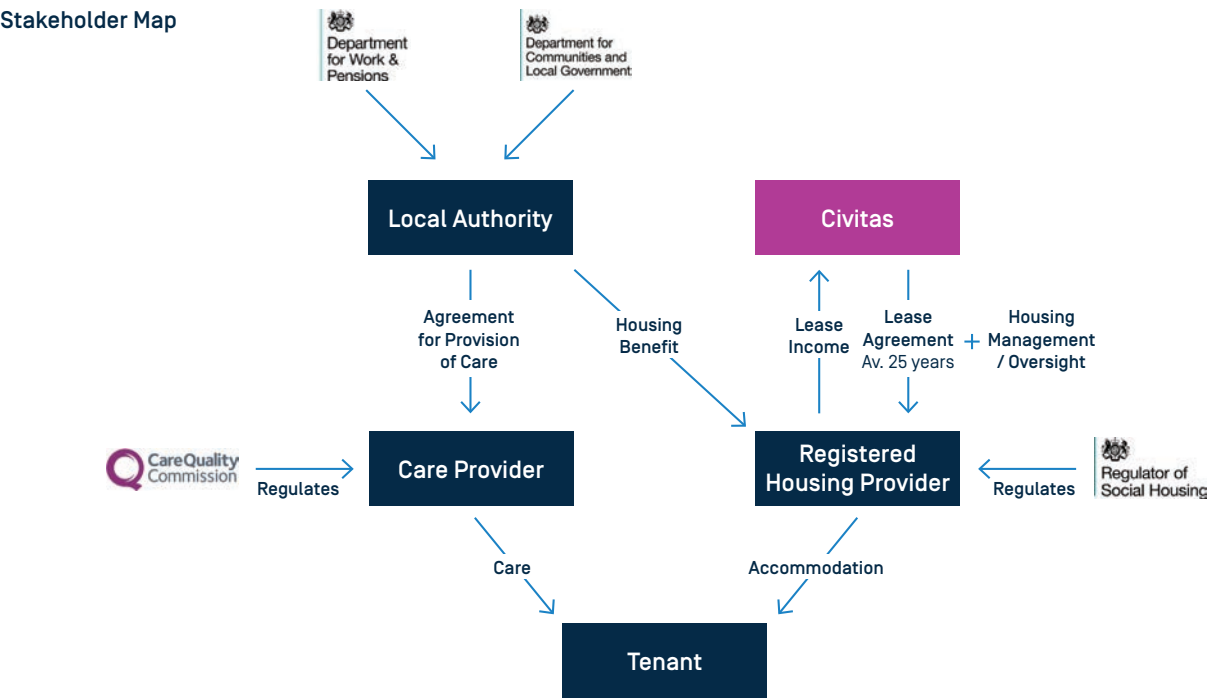 Stakeholder Map
Department
for Work &
Pensions
Department for
Communities and
Local Government
Local Authority
Civitas
Agreement
for Provision
of Care
Housing
Benefit
Lease
Income
Lease
Agreement
Av. 25 years
+
Housing
Management
/ Oversight
CareQuality
Commission
Regulates
Care Provider
Registered
Housing Provider
Regulates
Regulator of
Social Housing
Care
Accommodation
Tenant